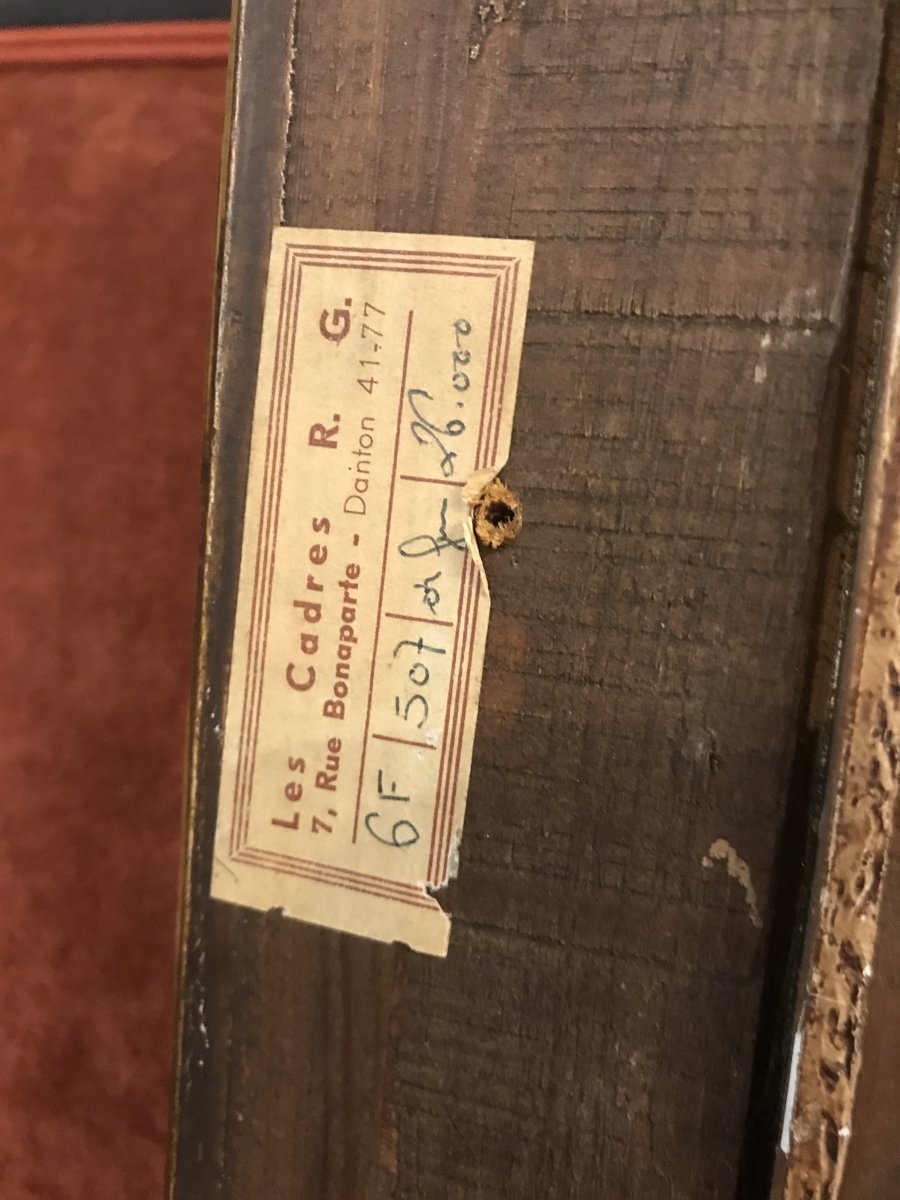 Les Cadres R. G.
7, Rue Bonaparte - Danton 41-77
6F | 507 | | 26.000